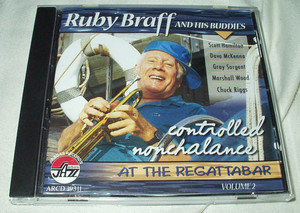 Ruby Braff AND HIS BUDDIES
Scott Hamilton
Dave McKenna
Gray Sargent
Marshall Wood
Chuck Riggs
controlled
nonchalance
AT THE REGATTABAR
JAZZ
VOLUME 2